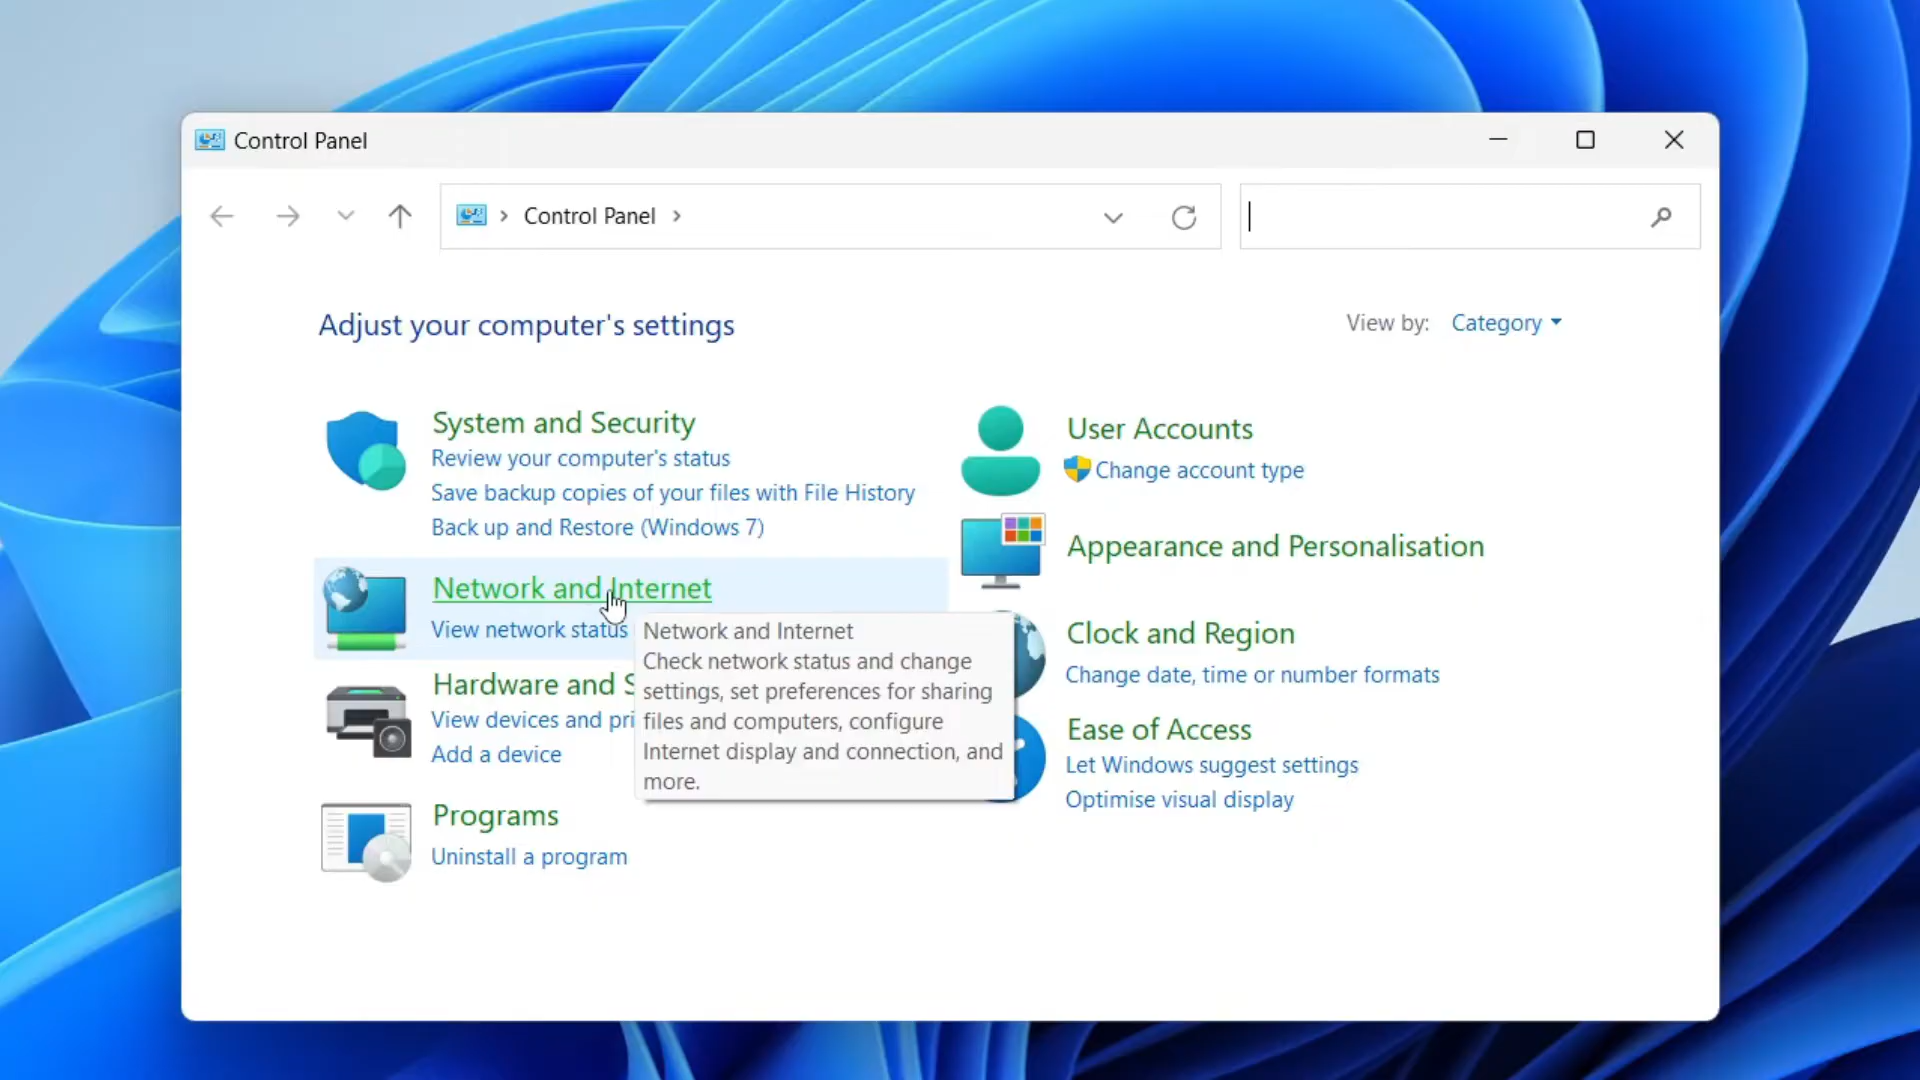 Control Panel
Control Panel
Adjust your computer's settings
View by: Category
System and Security
Review your computer's status
Save backup copies of your files with File History
Back up and Restore (Windows 7)
Network and Internet
View network status
Hardware and S
View devices and pri
Add a device
Programs
Uninstall a program
Network and Internet
Check network status and change
settings, set preferences for sharing
files and computers, configure
Internet display and connection, and
more.
User Accounts
Change account type
Appearance and Personalisation
Clock and Region
Change date, time or number formats
Ease of Access
Let Windows suggest settings
Optimise visual display